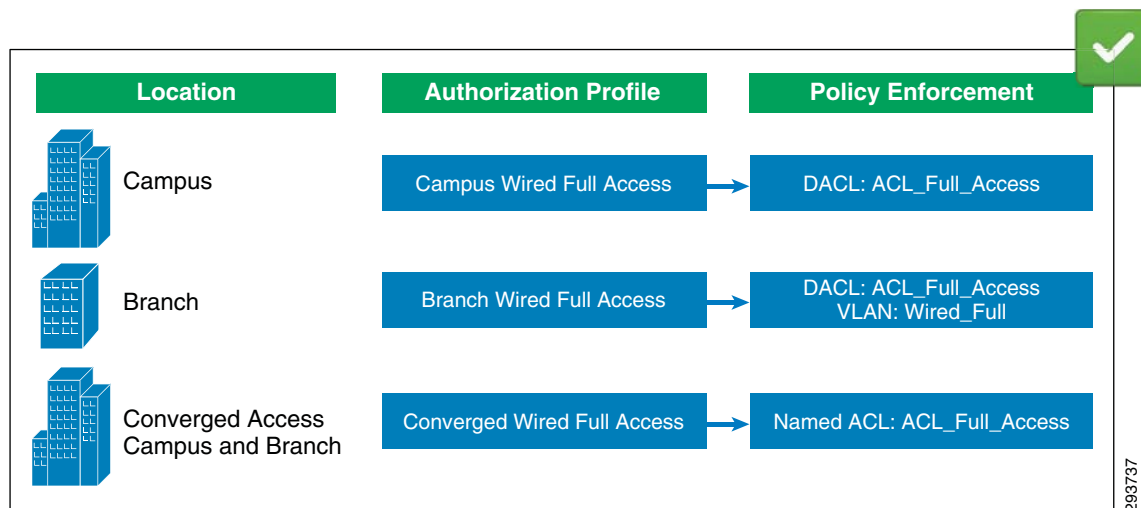 Location
Authorization Profile
Policy Enforcement
Campus
Campus Wired Full Access
DACL: ACL_Full_Access
Branch
Branch Wired Full Access
DACL: ACL_Full_Access
VLAN: Wired_Full
Converged Access
Campus and Branch
Converged Wired Full Access
Named ACL: ACL_Full_Access
293737